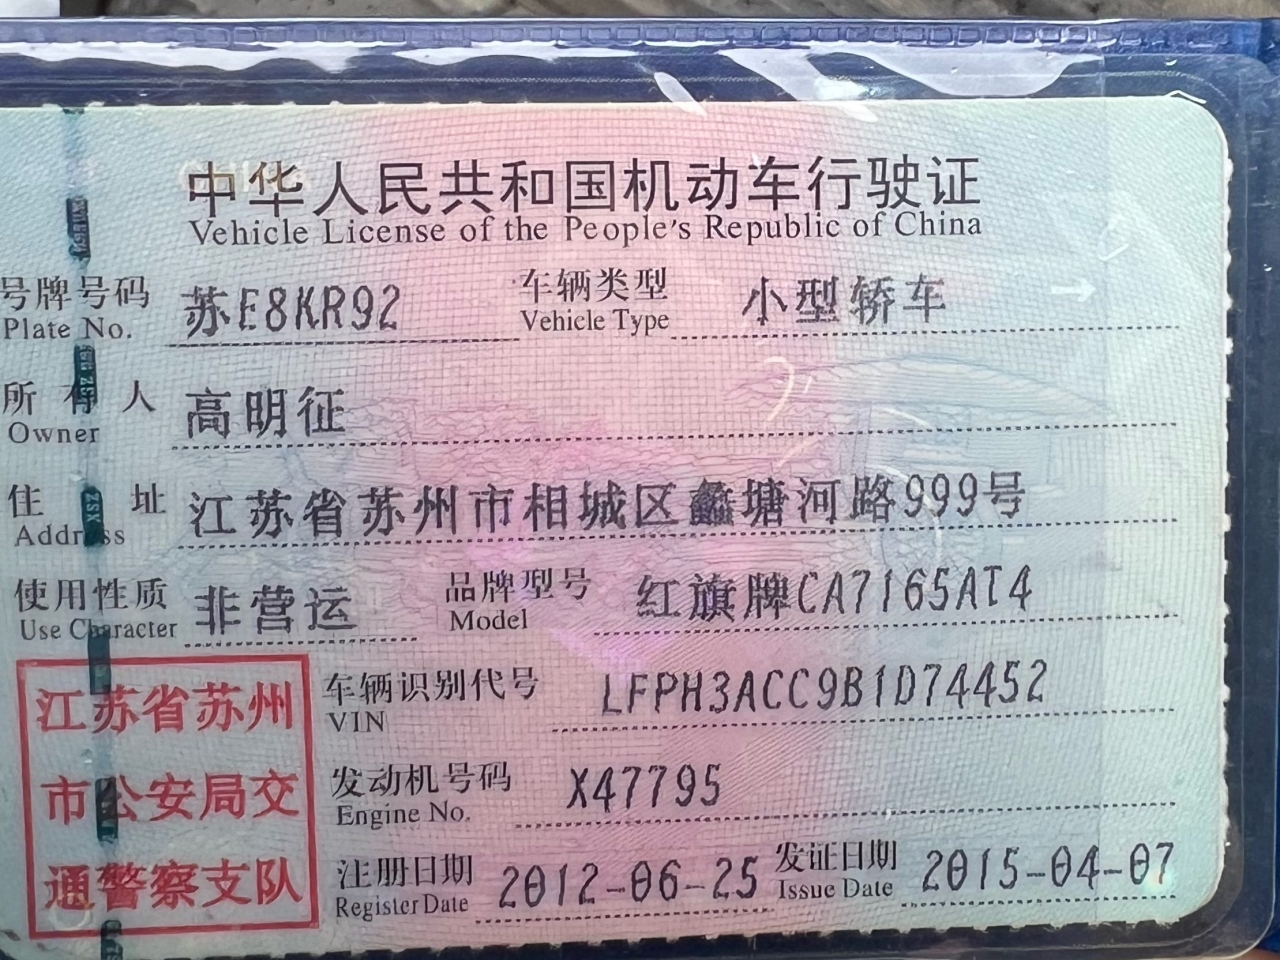 中华人民共和国机动车行驶证
Vehicle License of the People's Republic of China
号牌号码 苏E8KR92 车辆类型 小型轿车
Plate No. Vehicle Type
所有人 高明征
Owner
住址 江苏省苏州市相城区蠡塘河路999号
Address
使用性质 非营运 品牌型号 红旗牌CA7165AT4
Use Character Model
车辆识别代号 LFPH3ACC9B1D74452
VIN
发动机号码 X47795
Engine No.
注册日期 2012-06-25 发证日期 2015-04-07
Register Date Issue Date
江苏省苏州
市公安局交
通警察支队